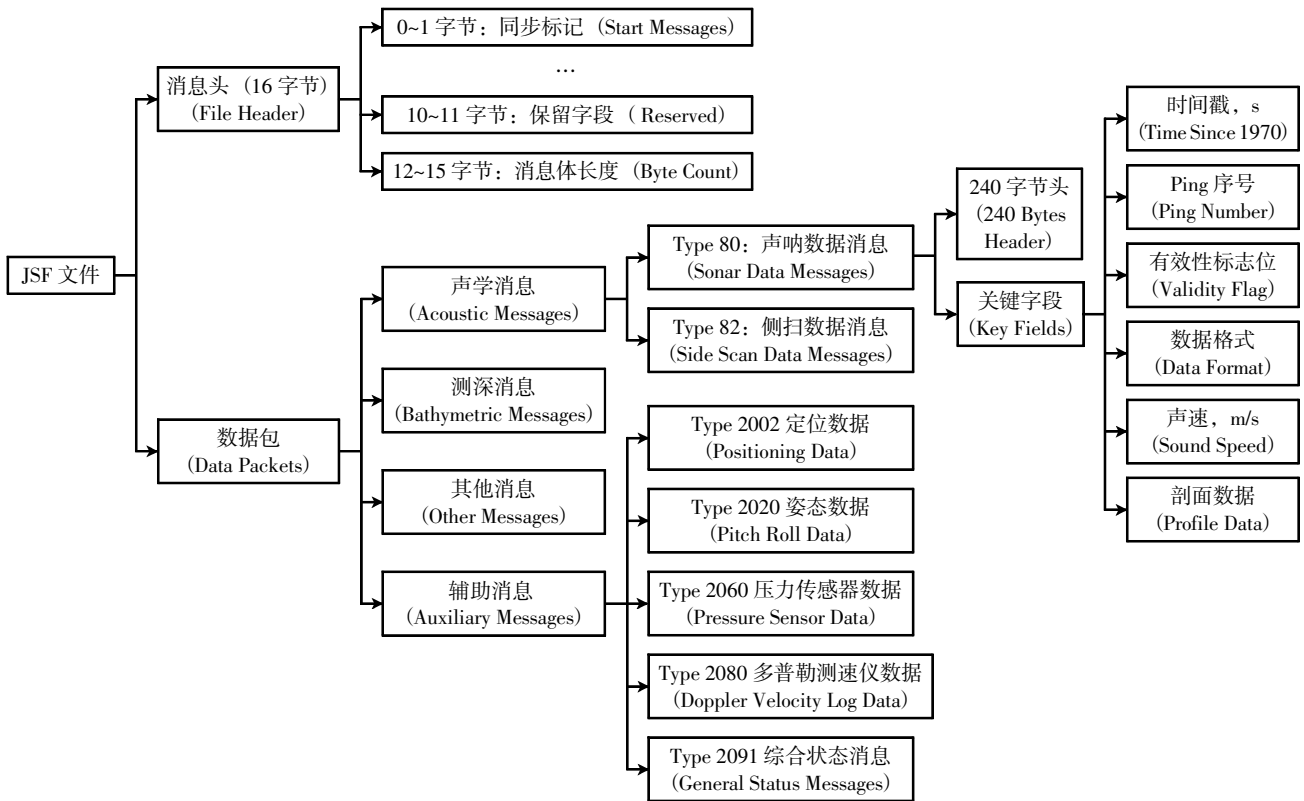 JSF 文件
消息头 (16 字节)
(File Header)
0~1 字节：同步标记 (Start Messages)
…
10~11 字节：保留字段 ( Reserved)
12~15 字节：消息体长度 (Byte Count)
数据包
(Data Packets)
声学消息
(Acoustic Messages)
测深消息
(Bathymetric Messages)
其他消息
(Other Messages)
辅助消息
(Auxiliary Messages)
Type 80：声呐数据消息
(Sonar Data Messages)
Type 82：侧扫数据消息
(Side Scan Data Messages)
Type 2002 定位数据
(Positioning Data)
Type 2020 姿态数据
(Pitch Roll Data)
Type 2060 压力传感器数据
(Pressure Sensor Data)
Type 2080 多普勒测速仪数据
(Doppler Velocity Log Data)
Type 2091 综合状态消息
(General Status Messages)
240 字节头
(240 Bytes
Header)
关键字段
(Key Fields)
时间戳，s
(Time Since 1970)
Ping 序号
(Ping Number)
有效性标志位
(Validity Flag)
数据格式
(Data Format)
声速，m/s
(Sound Speed)
剖面数据
(Profile Data)